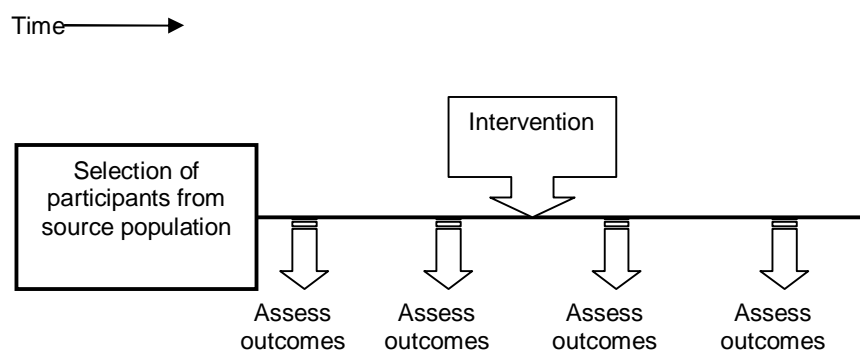 Time
Intervention
Selection of
participants from
source population
Assess
outcomes
Assess
outcomes
Assess
outcomes
Assess
outcomes